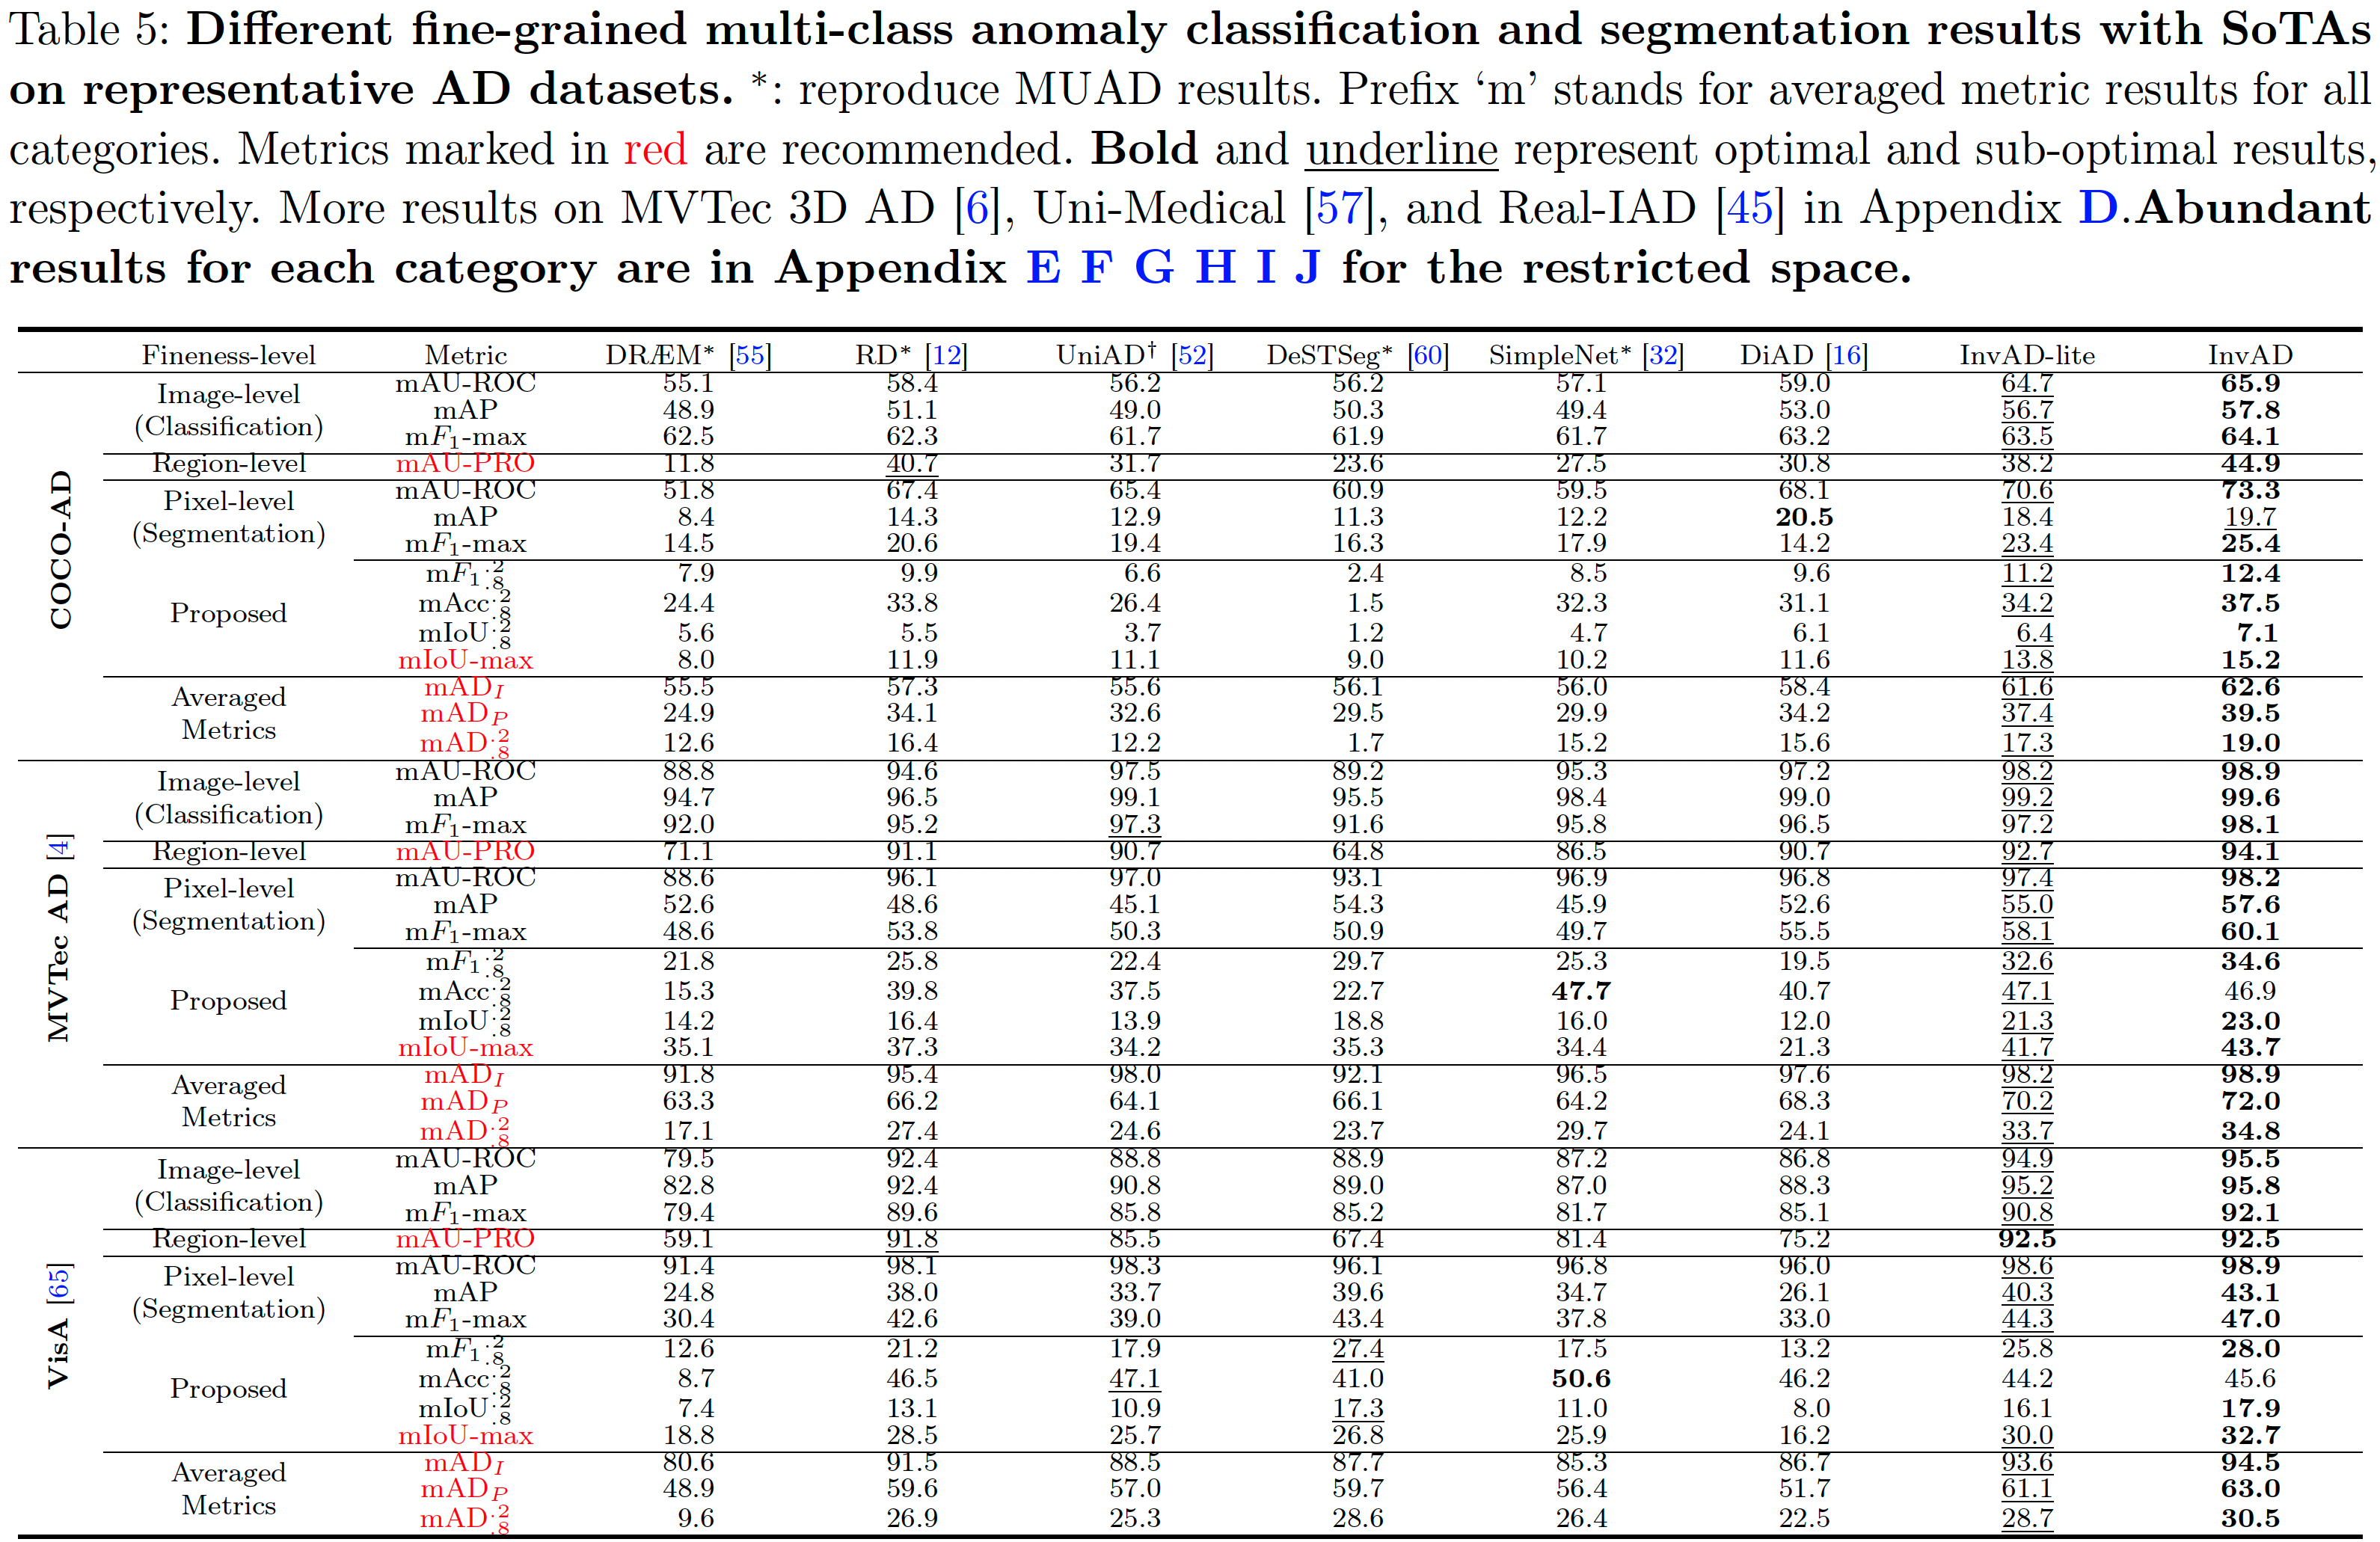 Table 5: Different fine-grained multi-class anomaly classification and segmentation results with SoTAs
on representative AD datasets. *: reproduce MUAD results. Prefix ‘m’ stands for averaged metric results for all
categories. Metrics marked in red are recommended. Bold and underline represent optimal and sub-optimal results,
respectively. More results on MVTec 3D AD [6], Uni-Medical [57], and Real-IAD [45] in Appendix D.Abundant
results for each category are in Appendix E F G H I J for the restricted space.
Fineness-level Metric DRÆM* [55] RD* [12] UniAD† [52] DeSTSeg* [60] SimpleNet* [32] DiAD [16] InvAD-lite InvAD
COCO-AD
Image-level
(Classification)
mAU-ROC 55.1 58.4 56.2 56.2 57.1 59.0 64.7 65.9
mAP 48.9 51.1 49.0 50.3 49.4 53.0 56.7 57.8
mF1-max 62.5 62.3 61.7 61.9 61.7 63.2 63.5 64.1
Region-level mAU-PRO 11.8 40.7 31.7 23.6 27.5 30.8 38.2 44.9
Pixel-level
(Segmentation)
mAU-ROC 51.8 67.4 65.4 60.9 59.5 68.1 70.6 73.3
mAP 8.4 14.3 12.9 11.3 12.2 20.5 18.4 19.7
mF1-max 14.5 20.6 19.4 16.3 17.9 14.2 23.4 25.4
Proposed
mF1.2.8 7.9 9.9 6.6 2.4 8.5 9.6 11.2 12.4
mAcc.2.8 24.4 33.8 26.4 1.5 32.3 31.1 34.2 37.5
mIoU.2.8 5.6 5.5 3.7 1.2 4.7 6.1 6.4 7.1
mIoU-max 8.0 11.9 11.1 9.0 10.2 11.6 13.8 15.2
Averaged
Metrics
mADI 55.5 57.3 55.6 56.1 56.0 58.4 61.6 62.6
mADP 24.9 34.1 32.6 29.5 29.9 34.2 37.4 39.5
mAD.2.8 12.6 16.4 12.2 1.7 15.2 15.6 17.3 19.0
MVTec AD [4]
Image-level
(Classification)
mAU-ROC 88.8 94.6 97.5 89.2 95.3 97.2 98.2 98.9
mAP 94.7 96.5 99.1 95.5 98.4 99.0 99.2 99.6
mF1-max 92.0 95.2 97.3 91.6 95.8 96.5 97.2 98.1
Region-level mAU-PRO 71.1 91.1 90.7 64.8 86.5 90.7 92.7 94.1
Pixel-level
(Segmentation)
mAU-ROC 88.6 96.1 97.0 93.1 96.9 96.8 97.4 98.2
mAP 52.6 48.6 45.1 54.3 45.9 52.6 55.0 57.6
mF1-max 48.6 53.8 50.3 50.9 49.7 55.5 58.1 60.1
Proposed
mF1.2.8 21.8 25.8 22.4 29.7 25.3 19.5 32.6 34.6
mAcc.2.8 15.3 39.8 37.5 22.7 47.7 40.7 47.1 46.9
mIoU.2.8 14.2 16.4 13.9 18.8 16.0 12.0 21.3 23.0
mIoU-max 35.1 37.3 34.2 35.3 34.4 21.3 41.7 43.7
Averaged
Metrics
mADI 91.8 95.4 98.0 92.1 96.5 97.6 98.2 98.9
mADP 63.3 66.2 64.1 66.1 64.2 68.3 70.2 72.0
mAD.2.8 17.1 27.4 24.6 23.7 29.7 24.1 33.7 34.8
VisA [65]
Image-level
(Classification)
mAU-ROC 79.5 92.4 88.8 88.9 87.2 86.8 94.9 95.5
mAP 82.8 92.4 90.8 89.0 87.0 88.3 95.2 95.8
mF1-max 79.4 89.6 85.8 85.2 81.7 85.1 90.8 92.1
Region-level mAU-PRO 59.1 91.8 85.5 67.4 81.4 75.2 92.5 92.5
Pixel-level
(Segmentation)
mAU-ROC 91.4 98.1 98.3 96.1 96.8 96.0 98.6 98.9
mAP 24.8 38.0 33.7 39.6 34.7 26.1 40.3 43.1
mF1-max 30.4 42.6 39.0 43.4 37.8 33.0 44.3 47.0
Proposed
mF1.2.8 12.6 21.2 17.9 27.4 17.5 13.2 25.8 28.0
mAcc.2.8 8.7 46.5 47.1 41.0 50.6 46.2 44.2 45.6
mIoU.2.8 7.4 13.1 10.9 17.3 11.0 8.0 16.1 17.9
mIoU-max 18.8 28.5 25.7 26.8 25.9 16.2 30.0 32.7
Averaged
Metrics
mADI 80.6 91.5 88.5 87.7 85.3 86.7 93.6 94.5
mADP 48.9 59.6 57.0 59.7 56.4 51.7 61.1 63.0
mAD.2.8 9.6 26.9 25.3 28.6 26.4 22.5 28.7 30.5